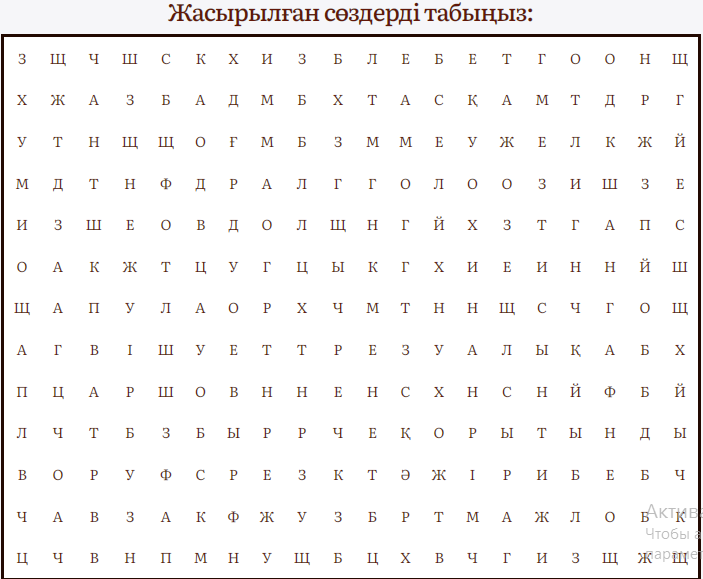 Жасырылған сөздерді табыңыз:
З Щ Ч Ш С К Х И З Б Л Е Б Е Т Г О О Н Щ
Х Ж А З Б А Д М Б Х Т А С Қ А М Т Д Р Г
У Т Н Щ Щ О Ғ М Б З М М Е У Ж Е Л К Ж Й
М Д Т Н Ф Д Р А Л Г Г О Л О О З И Ш З Е
И З Ш Е О В Д О Л Щ Н Г Й Х З Т Г А П С
О А К Ж Т Ц У Г Ц Ы К Г Х И Е И Н Н Й Ш
Щ А П У Л А О Р Х Ч М Т Н Н Щ С Ч Г О Щ
А Г В І Ш У Е Т Т Р Е З У А Л Ы Қ А Б Х
П Ц А Р Ш О В Н Н Е Н С Х Н С Н Й Ф Б Й
Л Ч Т Б З Б Ы Р Р Ч Е Қ О Р Ы Т Ы Н Д Ы
В О Р У Ф С Р Е З К Т Ә Ж І Р И Б Е Б Ч
Ч А В З А К Ф Ж У З Б Р Т М А Ж Л О Б К
Ц Ч В Н П М Н У Щ Б Ц Х В Ч Г И З Щ Ж Щ